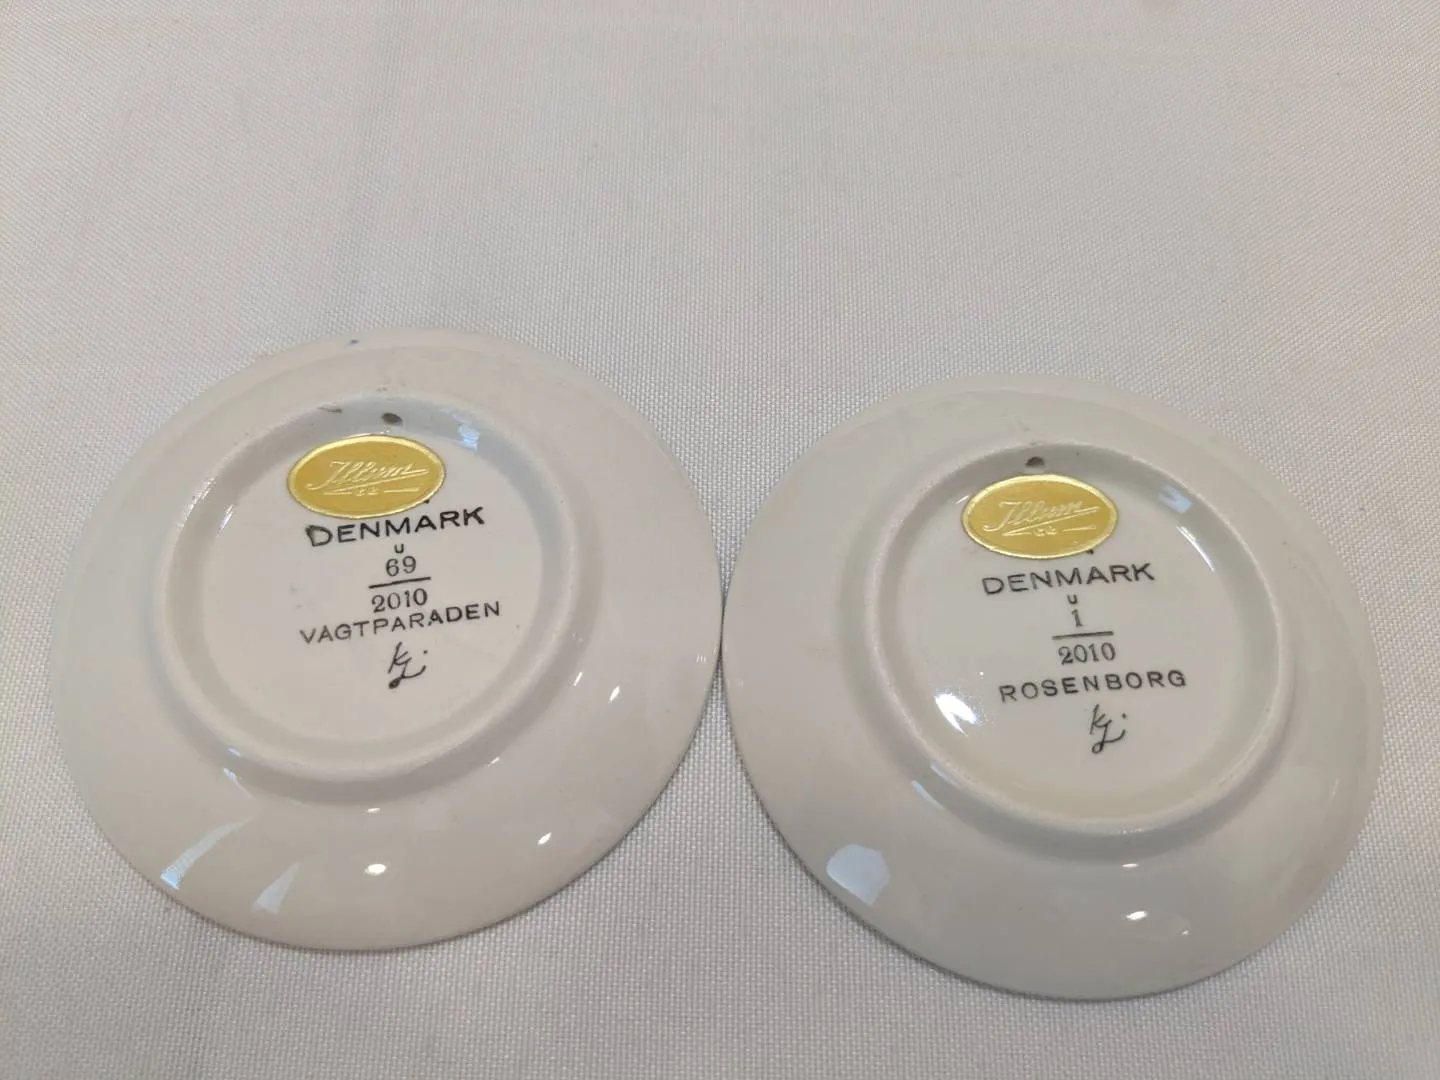 Illum
DENMARK
u
69
2010
VAGTPARADEN
Illum
DENMARK
u
1
2010
ROSENBORG